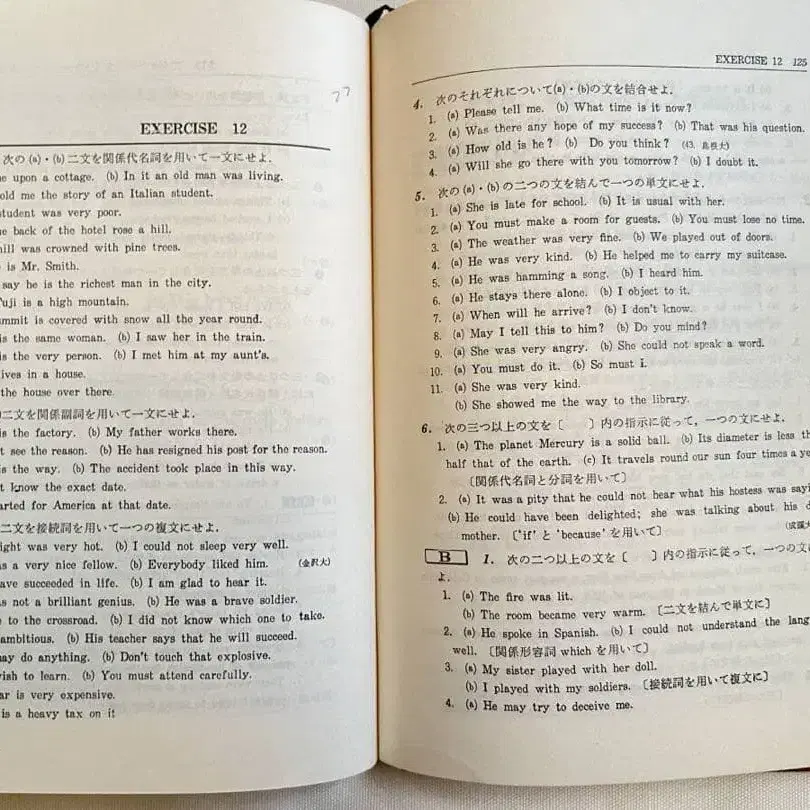 77
EXERCISE 12
次の(a)・(b)二文を関係代名詞を用いて一文にせよ.
upon a cottage. (b) In it an old man was living.
told me the story of an Italian student.
student was very poor.
back of the hotel rose a hill.
hill was crowned with pine trees.
is Mr. Smith.
say he is the richest man in the city.
Fuji is a high mountain.
summit is covered with snow all the year round.
is the same woman. (b) I saw her in the train.
is the very person. (b) I met him at my aunt's.
lives in a house.
the house over there.
二文を関係副詞を用いて一文にせよ.
is the factory. (b) My father works there.
see the reason. (b) He has resigned his post for the reason.
is the way. (b) The accident took place in this way.
know the exact date.
started for America at that date.
二文を接続詞を用いて一つの複文にせよ.
night was very hot. (b) I could not sleep very well.
a very nice fellow. (b) Everybody liked him. (金沢大)
have succeeded in life. (b) I am glad to hear it.
not a brilliant genius. (b) He was a brave soldier.
to the crossroad. (b) I did not know which one to take.
ambitious. (b) His teacher says that he will succeed.
may do anything. (b) Don't touch that explosive.
wish to learn. (b) You must attend carefully.
is very expensive.
is a heavy tax on it
EXERCISE 12 125
4. 次のそれぞれについて(a)・(b)の文を結合せよ.
1. (a) Please tell me. (b) What time is it now?
2. (a) Was there any hope of my success? (b) That was his question.
3. (a) How old is he? (b) Do you think? (43. 島根大)
4. (a) Will she go there with you tomorrow? (b) I doubt it.
5. 次の(a)・(b)の二つの文を結んで一つの単文にせよ.
1. (a) She is late for school. (b) It is usual with her.
2. (a) You must make a room for guests. (b) You must lose no time.
3. (a) The weather was very fine. (b) We played out of doors.
4. (a) He was very kind. (b) He helped me to carry my suitcase.
5. (a) He was hamming a song. (b) I heard him.
6. (a) He stays there alone. (b) I object to it.
7. (a) When will he arrive? (b) I don't know.
8. (a) May I tell this to him? (b) Do you mind?
9. (a) She was very angry. (b) She could not speak a word.
10. (a) You must do it. (b) So must I.
11. (a) She was very kind.
(b) She showed me the way to the library.
6. 次の三つ以上の文を〔 〕内の指示に従って，一つの文にせよ.
1. (a) The planet Mercury is a solid ball. (b) Its diameter is less
half that of the earth. (c) It travels round our sun four times a
〔関係代名詞と分詞を用いて〕
2. (a) It was a pity that he could not bear what his hostess was
(b) He could have been delighted; she was talking about his
mother. 〔'if' と 'because' を用いて〕 (成蹊大
B 1. 次の二つ以上の文を〔 〕内の指示に従って，一つの文に
よ.
1. (a) The fire was lit.
(b) The room became very warm. 〔二文を結んで単文に〕
2. (a) He spoke in Spanish. (b) I could not understand the
well. 〔関係形容詞 which を用いて〕
3. (a) My sister played with her doll.
(b) I played with my soldiers. 〔接続詞を用いて複文に〕
4. (a) He may try to deceive me.